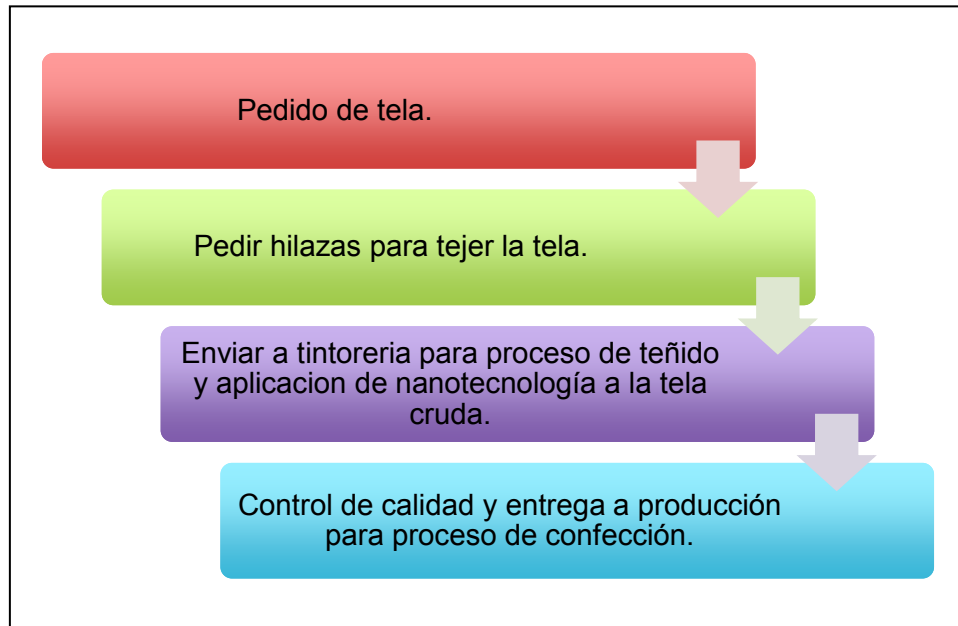 Pedido de tela.
Pedir hilazas para tejer la tela.
Enviar a tintoreria para proceso de teñido
y aplicacion de nanotecnología a la tela
cruda.
Control de calidad y entrega a producción
para proceso de confección.